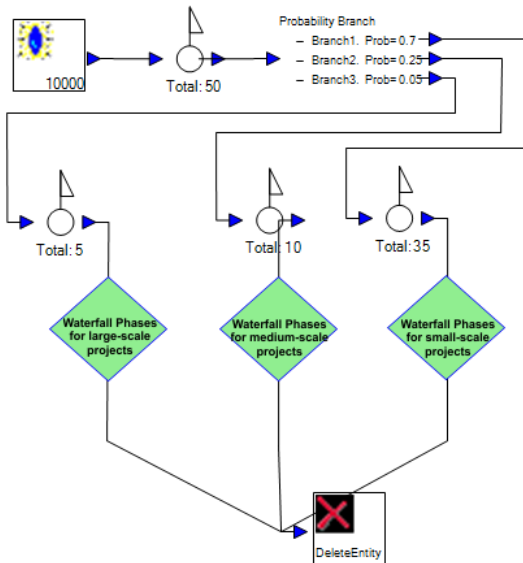 Probability Branch
– Branch1. Prob= 0.7
– Branch2. Prob= 0.25
– Branch3. Prob= 0.05
10000
Total: 50
Total: 5
Total: 10
Total: 35
Waterfall Phases
for large-scale
projects
Waterfall Phases
for medium-scale
projects
Waterfall Phases
for small-scale
projects
DeleteEntity